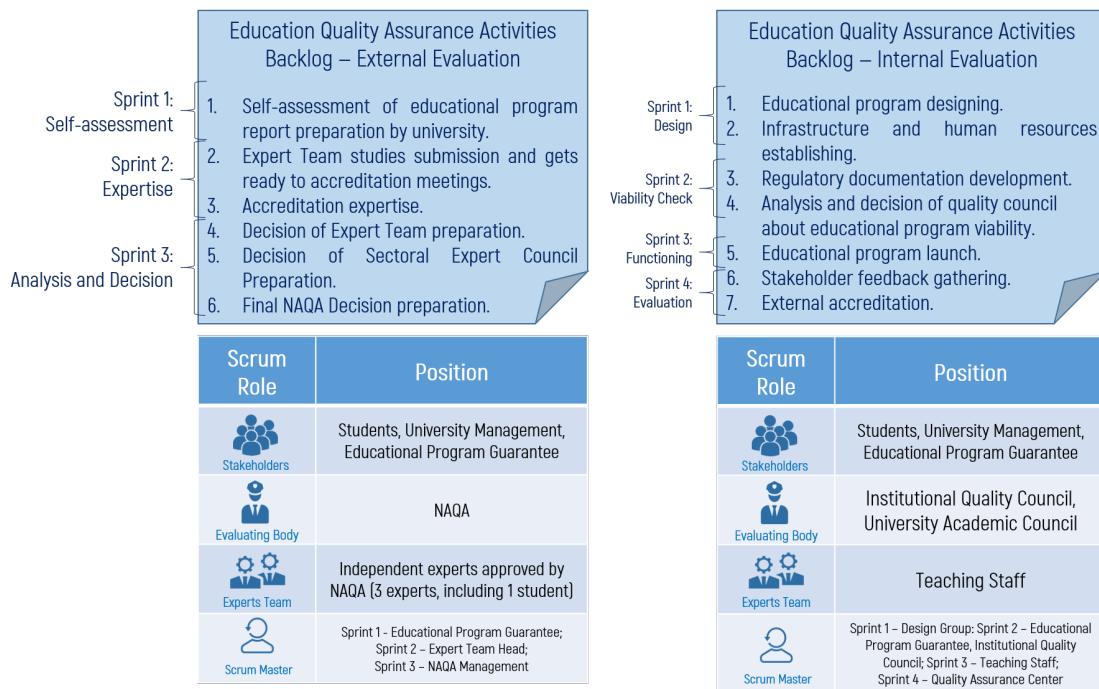 Education Quality Assurance Activities
Backlog – External Evaluation
Sprint 1:
Self-assessment
1. Self-assessment of educational program
report preparation by university.
Sprint 2:
Expertise
2. Expert Team studies submission and gets
ready to accreditation meetings.
3. Accreditation expertise.
Sprint 3:
Analysis and Decision
4. Decision of Expert Team preparation.
5. Decision of Sectoral Expert Council
Preparation.
6. Final NAQA Decision preparation.
Scrum
Role
Position
Stakeholders
Students, University Management,
Educational Program Guarantee
Evaluating Body
NAQA
Experts Team
Independent experts approved by
NAQA (3 experts, including 1 student)
Scrum Master
Sprint 1 - Educational Program Guarantee;
Sprint 2 – Expert Team Head;
Sprint 3 – NAQA Management
Education Quality Assurance Activities
Backlog – Internal Evaluation
Sprint 1:
Design
1. Educational program designing.
2. Infrastructure and human resources
establishing.
Sprint 2:
Viability Check
3. Regulatory documentation development.
4. Analysis and decision of quality council
about educational program viability.
Sprint 3:
Functioning
5. Educational program launch.
Sprint 4:
Evaluation
6. Stakeholder feedback gathering.
7. External accreditation.
Scrum
Role
Position
Stakeholders
Students, University Management,
Educational Program Guarantee
Evaluating Body
Institutional Quality Council,
University Academic Council
Experts Team
Teaching Staff
Scrum Master
Sprint 1 – Design Group: Sprint 2 – Educational
Program Guarantee, Institutional Quality
Council; Sprint 3 – Teaching Staff;
Sprint 4 – Quality Assurance Center